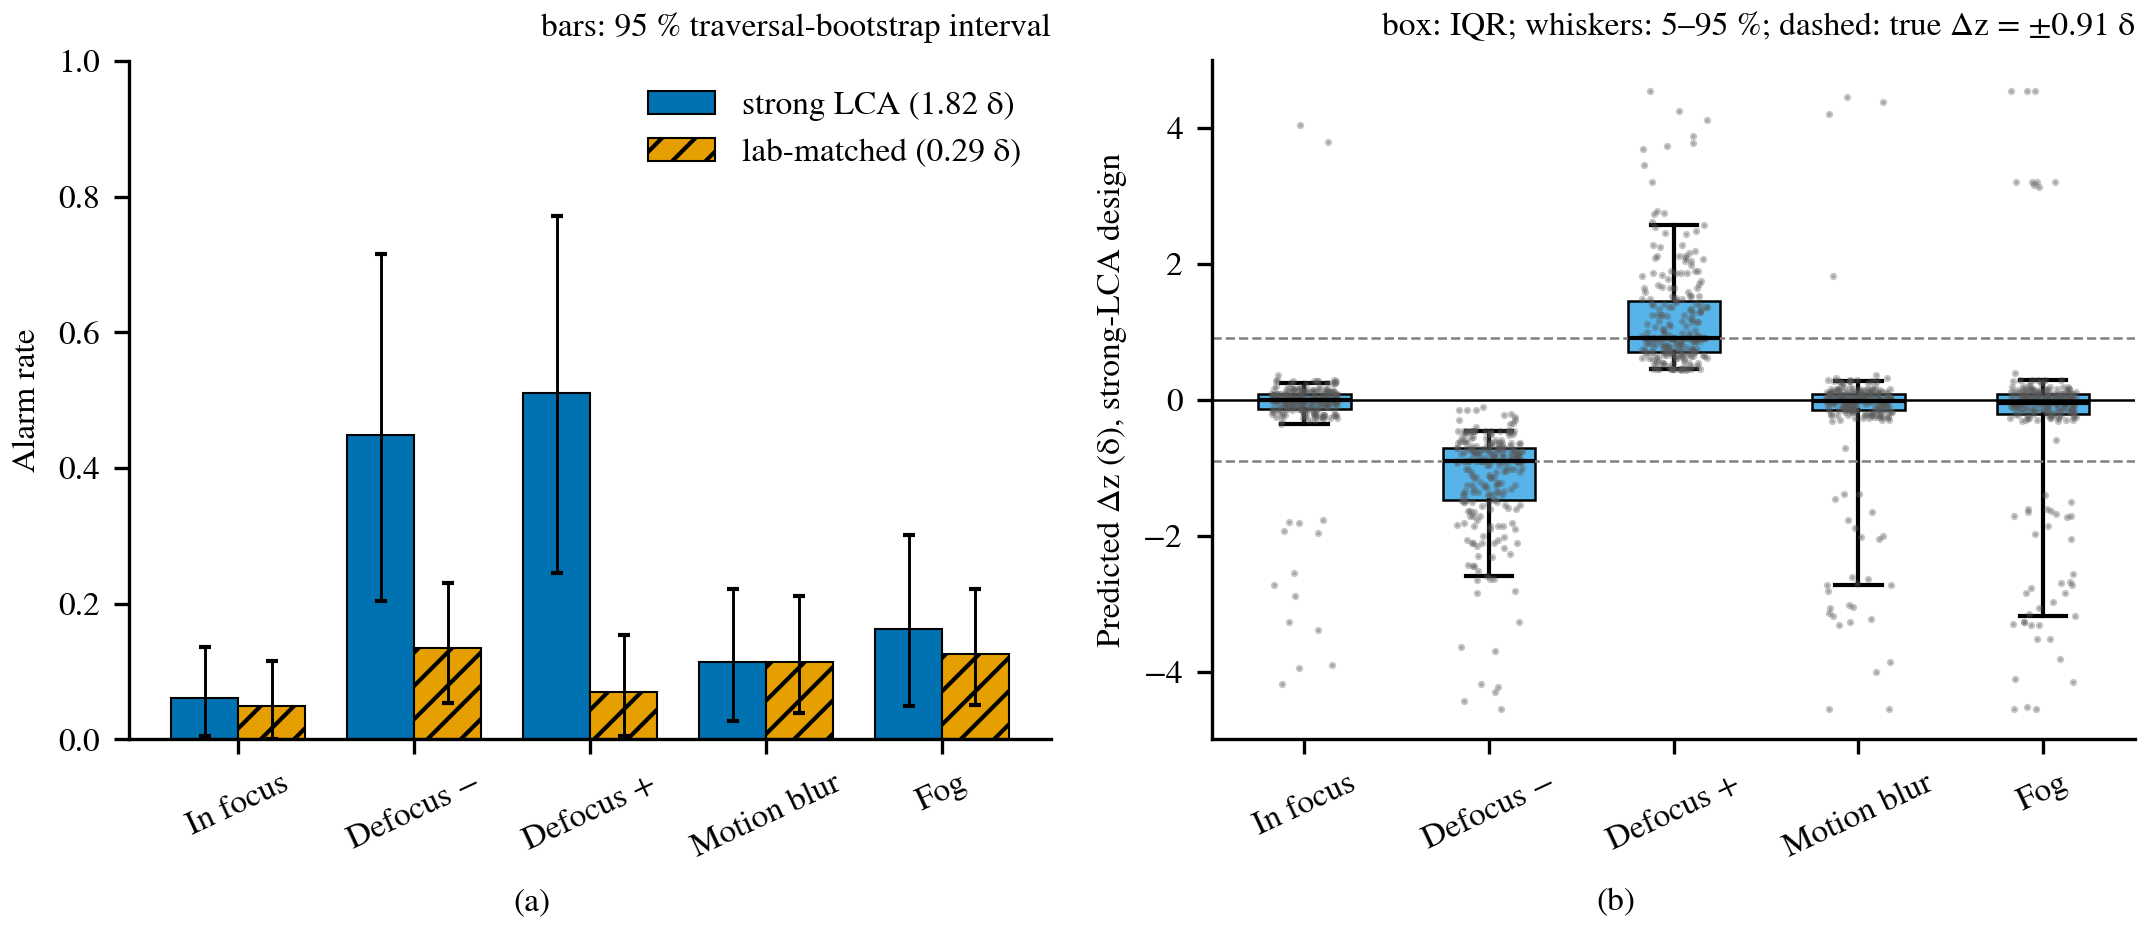 bars: 95 % traversal-bootstrap interval
1.0
0.8
0.6
0.4
0.2
0.0
Alarm rate
strong LCA (1.82 δ)
lab-matched (0.29 δ)
In focus
Defocus −
Defocus +
Motion blur
Fog
(a)
box: IQR; whiskers: 5–95 %; dashed: true Δz = ±0.91 δ
4
2
0
−2
−4
Predicted Δz (δ), strong-LCA design
In focus
Defocus −
Defocus +
Motion blur
Fog
(b)